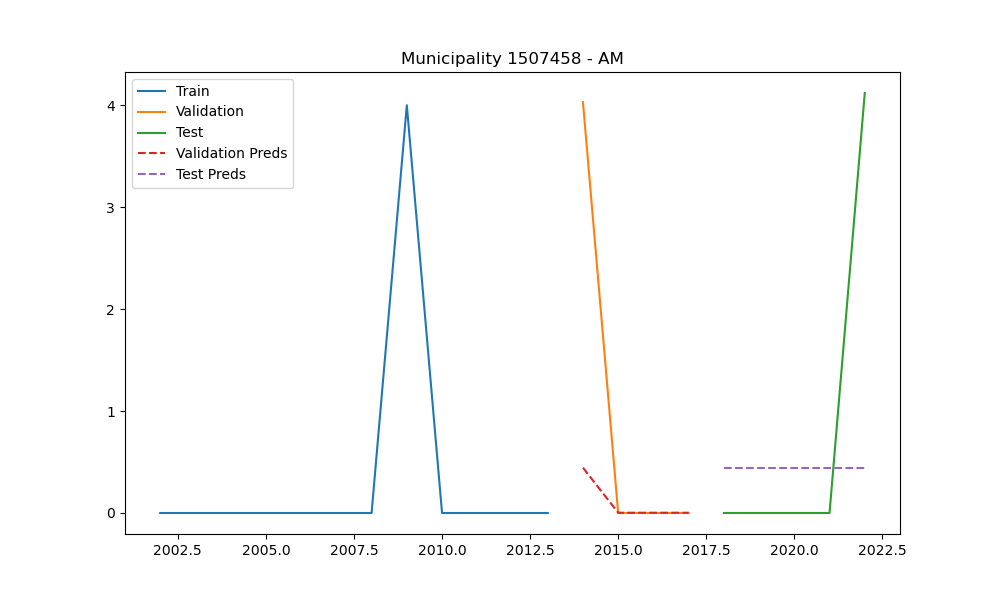 Municipality 1507458 - AM
Train
Validation
Test
Validation Preds
Test Preds
4
3
2
1
0
2002.5 2005.0 2007.5 2010.0 2012.5 2015.0 2017.5 2020.0 2022.5